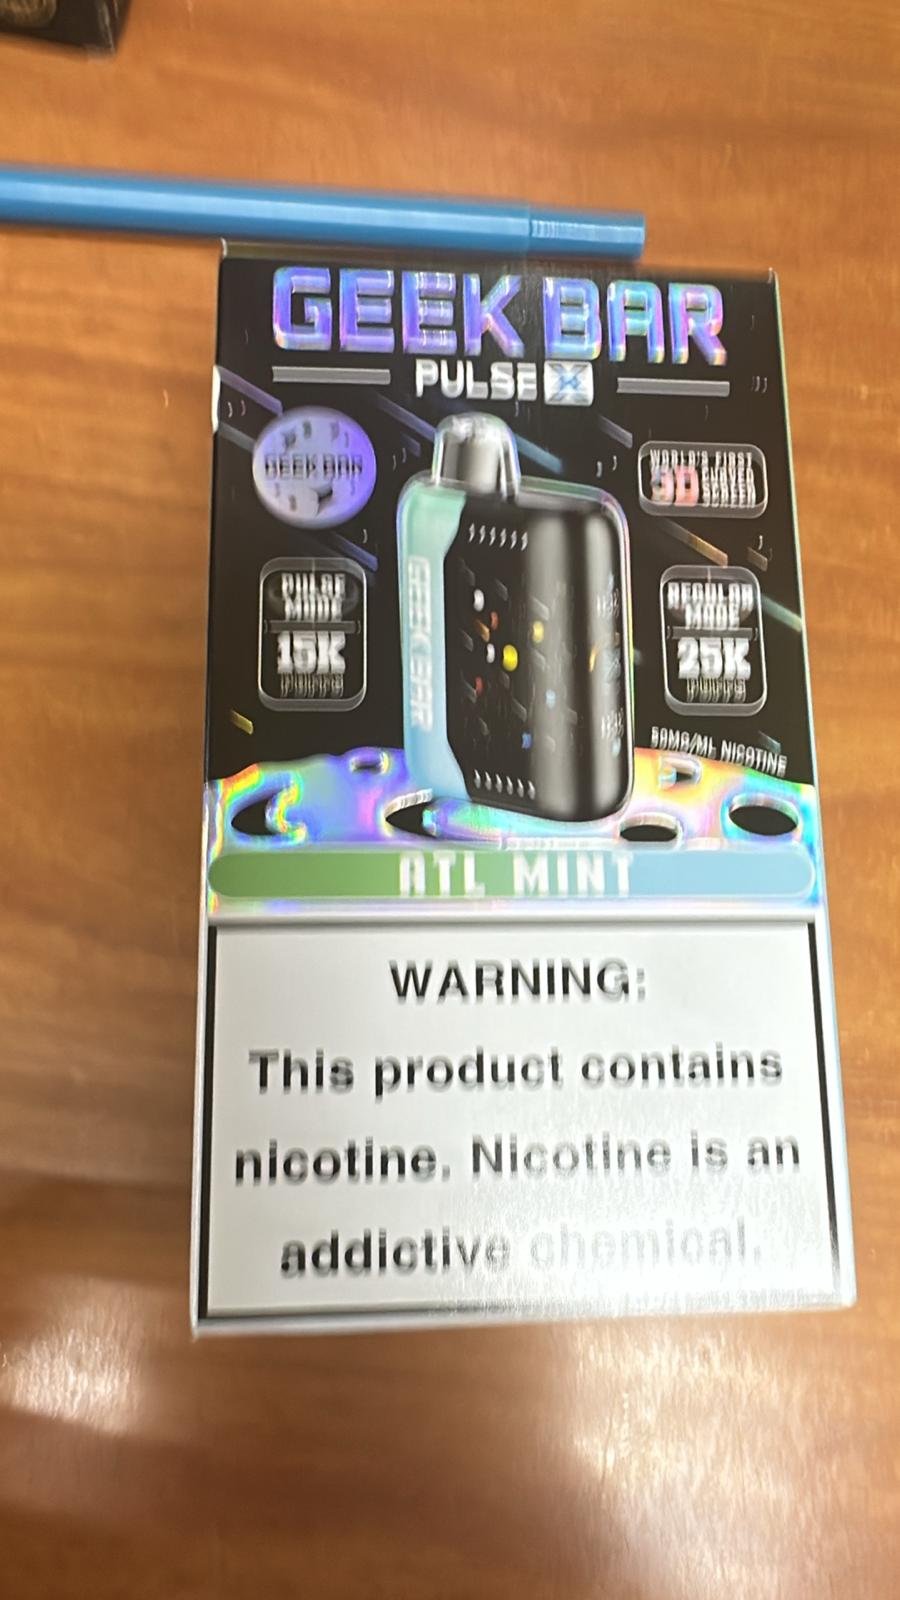 GEEK BAR
PULSE X
GEEK BAR
WORLD'S FIRST
3D CURVED
SCREEN
PULSE
MODE
15K
PUFFS
GEEK BAR
REGULAR
MODE
25K
PUFFS
50MG/ML NICOTINE
ATL MINT
WARNING:
This product contains
nicotine. Nicotine is an
addictive chemical.